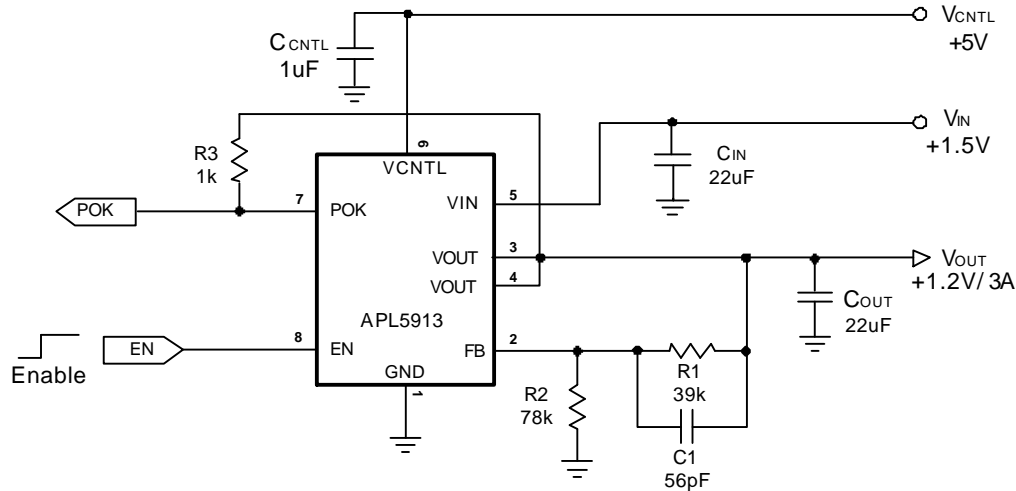 VCNTL
+5V
CCNTL
1uF
VIN
+1.5V
CIN
22uF
R3
1k
6
VCNTL
POK
7
POK
VIN
5
VOUT
3
VOUT
4
VOUT
+1.2V/3A
COUT
22uF
APL5913
Enable
EN
8
EN
FB
2
GND
1
R2
78k
R1
39k
C1
56pF